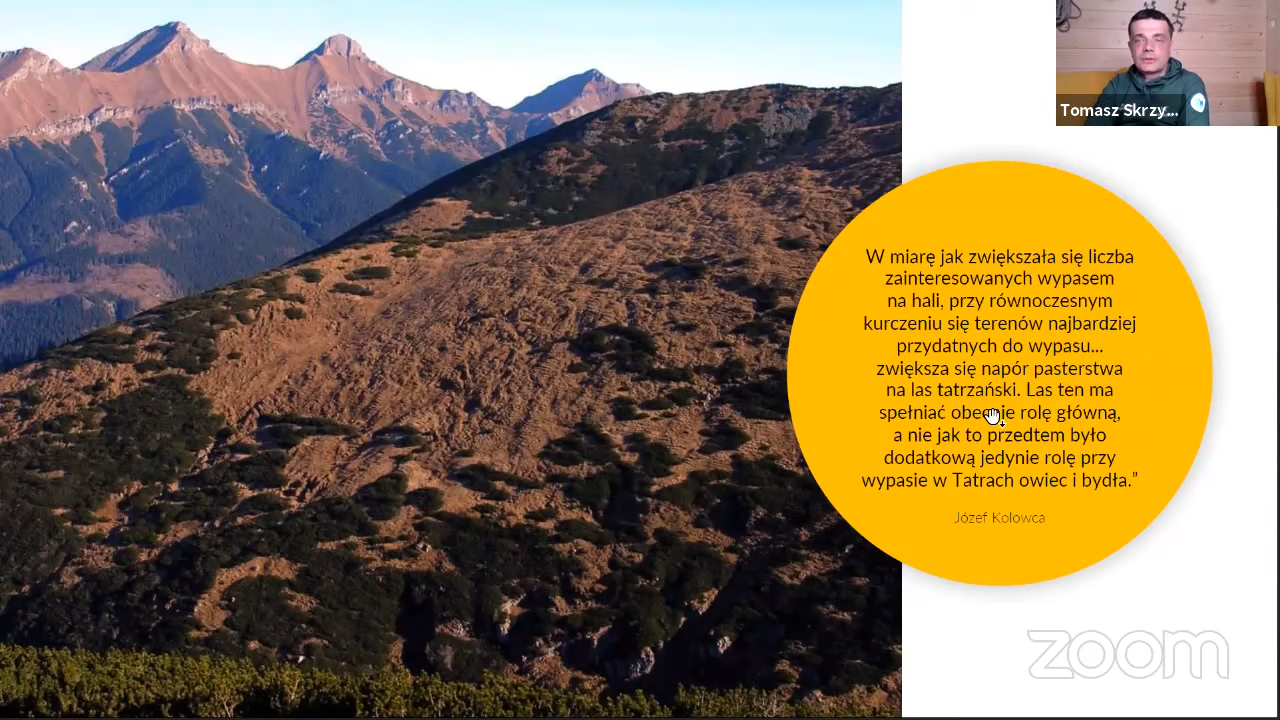 Tomasz Skrzy...
W miarę jak zwiększała się liczba
zainteresowanych wypasem
na hali, przy równoczesnym
kurczeniu się terenów najbardziej
przydatnych do wypasu...
zwiększa się napór pasterstwa
na las tatrzański. Las ten ma
spełniać obecnie rolę główną,
a nie jak to przedtem było
dodatkową jedynie rolę przy
wypasie w Tatrach owiec i bydła.”
Józef Kolowca
zoom